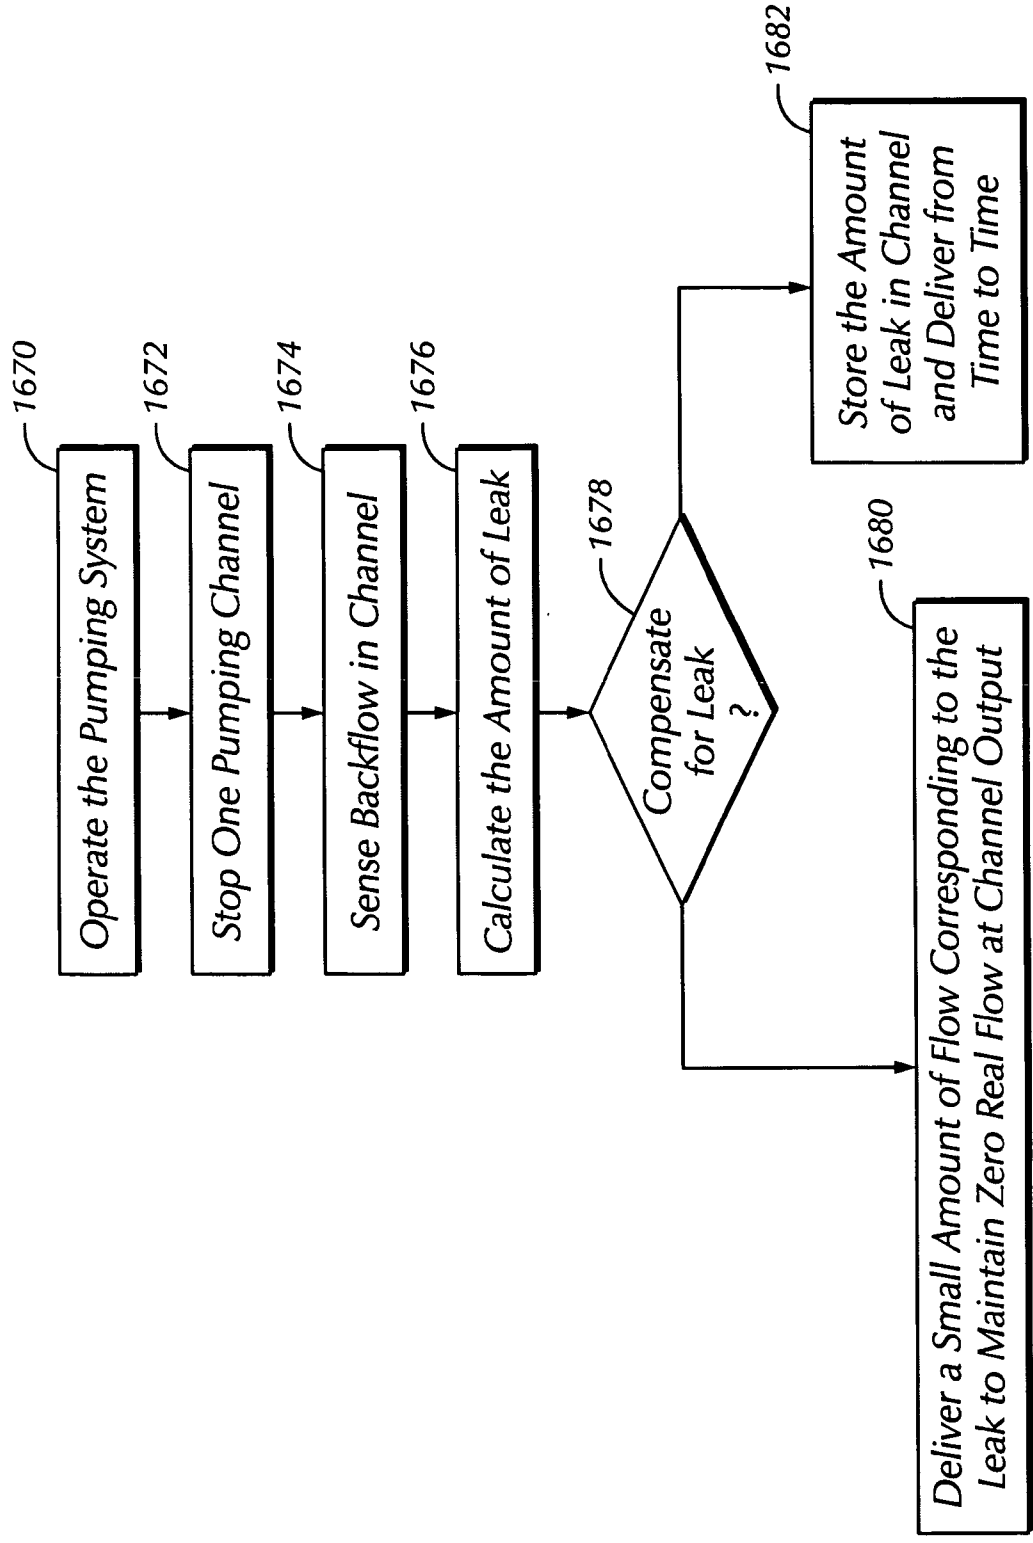 1670
Operate the Pumping System
1672
Stop One Pumping Channel
1674
Sense Backflow in Channel
1676
Calculate the Amount of Leak
1678
Compensate
for Leak
?
1680
Deliver a Small Amount of Flow Corresponding to the
Leak to Maintain Zero Real Flow at Channel Output
1682
Store the Amount
of Leak in Channel
and Deliver from
Time to Time